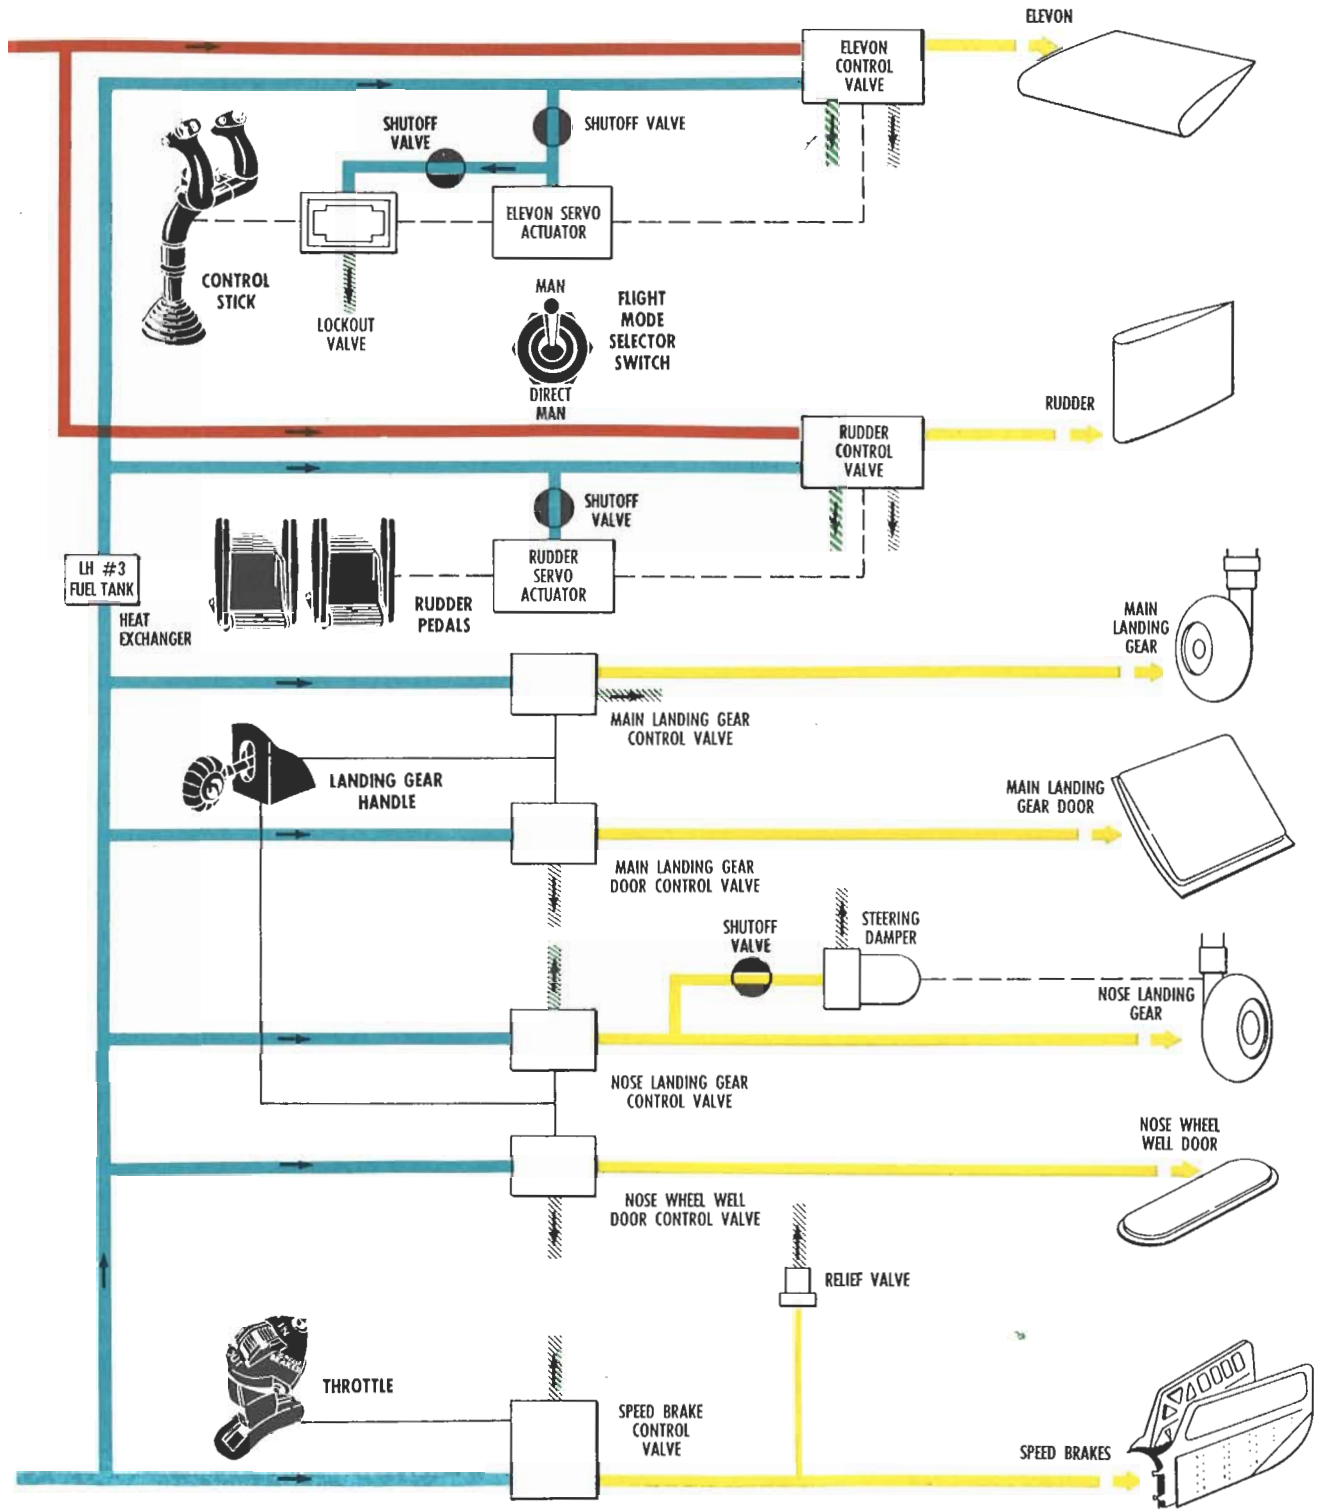 ELEVON
ELEVON
CONTROL
VALVE
SHUTOFF
VALVE
SHUTOFF VALVE
ELEVON SERVO
ACTUATOR
CONTROL
STICK
LOCKOUT
VALVE
MAN
FLIGHT
MODE
SELECTOR
SWITCH
DIRECT
MAN
RUDDER
RUDDER
CONTROL
VALVE
SHUTOFF
VALVE
RUDDER
SERVO
ACTUATOR
LH #3
FUEL TANK
HEAT
EXCHANGER
RUDDER
PEDALS
MAIN
LANDING
GEAR
MAIN LANDING GEAR
CONTROL VALVE
LANDING GEAR
HANDLE
MAIN LANDING
GEAR DOOR
MAIN LANDING GEAR
DOOR CONTROL VALVE
SHUTOFF
VALVE
STEERING
DAMPER
NOSE LANDING
GEAR
NOSE LANDING GEAR
CONTROL VALVE
NOSE WHEEL
WELL DOOR
NOSE WHEEL WELL
DOOR CONTROL VALVE
RELIEF VALVE
IN
THROTTLE
SPEED BRAKE
CONTROL
VALVE
SPEED BRAKES